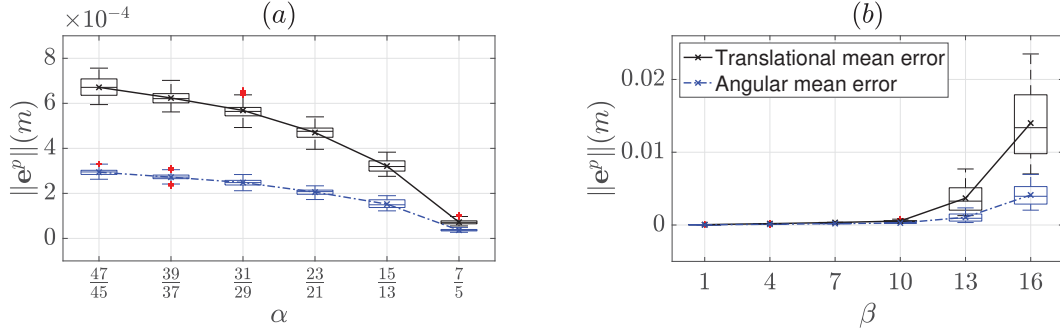 (a)
×10⁻⁴
8
6
4
2
0
||e^p||(m)
47/45 39/37 31/29 23/21 15/13 7/5
α
(b)
Translational mean error
Angular mean error
0.02
0.01
0
||e^p||(m)
1 4 7 10 13 16
β